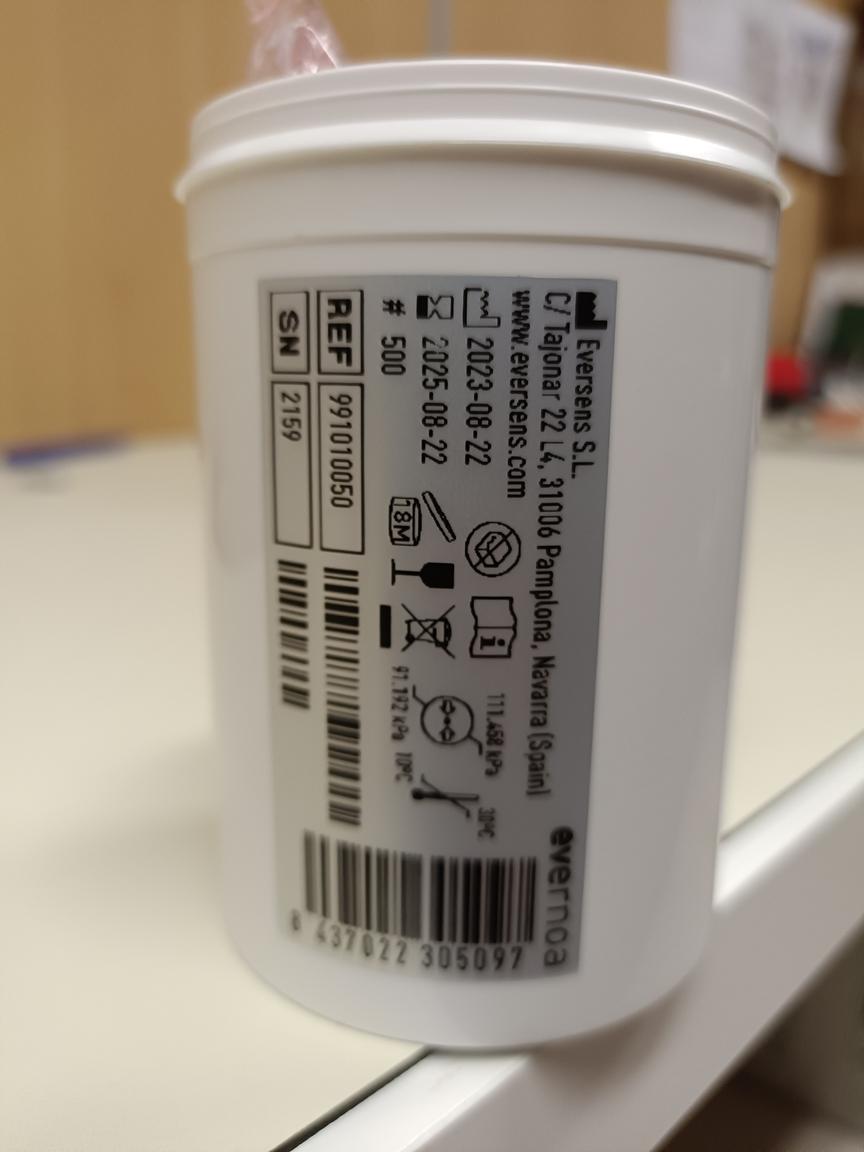 Eversens S.L.
C/ Tajonar 22 L4, 31006 Pamplona, Navarra (Spain)
www.eversens.com
2023-08-22
2025-08-22
# 500
18M
111.458 kPa
91.192 kPa
30ºC
10ºC
REF 991010050
SN 2159
evernoa
8 437022 305097